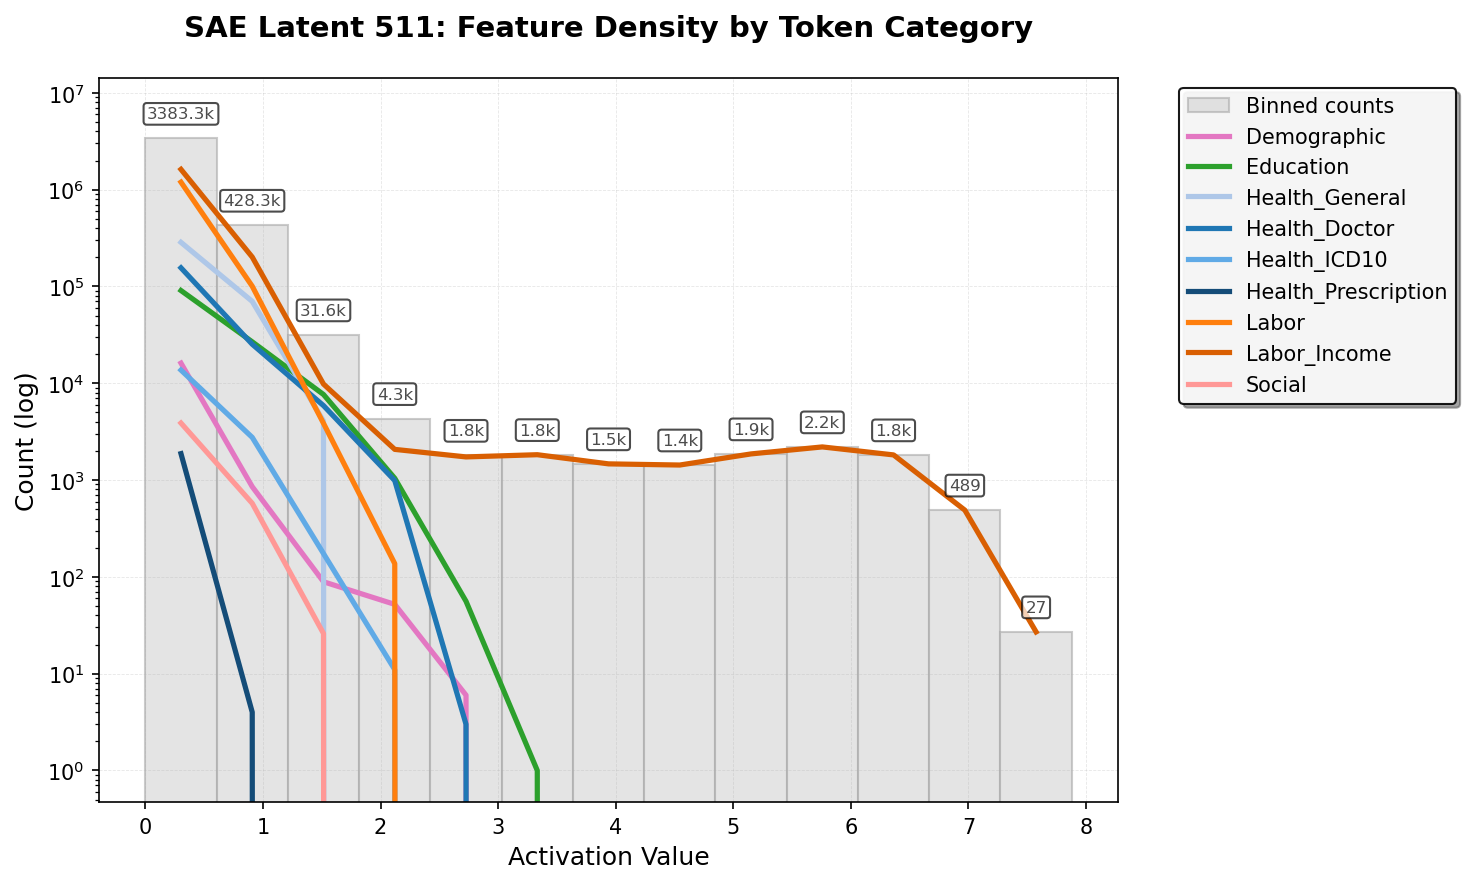 SAE Latent 511: Feature Density by Token Category
Count (log)
10⁷
10⁶
10⁵
10⁴
10³
10²
10¹
10⁰
3383.3k
428.3k
31.6k
4.3k
1.8k
1.8k
1.5k
1.4k
1.9k
2.2k
1.8k
489
27
0
1
2
3
4
5
6
7
8
Activation Value
Binned counts
Demographic
Education
Health_General
Health_Doctor
Health_ICD10
Health_Prescription
Labor
Labor_Income
Social